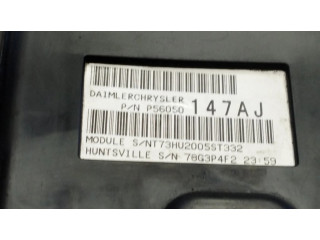 DAIMLERCHRYSLER
P/N P56050 147AJ
MODULE S/NT73HU2005ST332
HUNTSVILLE S/N 78G3P4F2 23:59